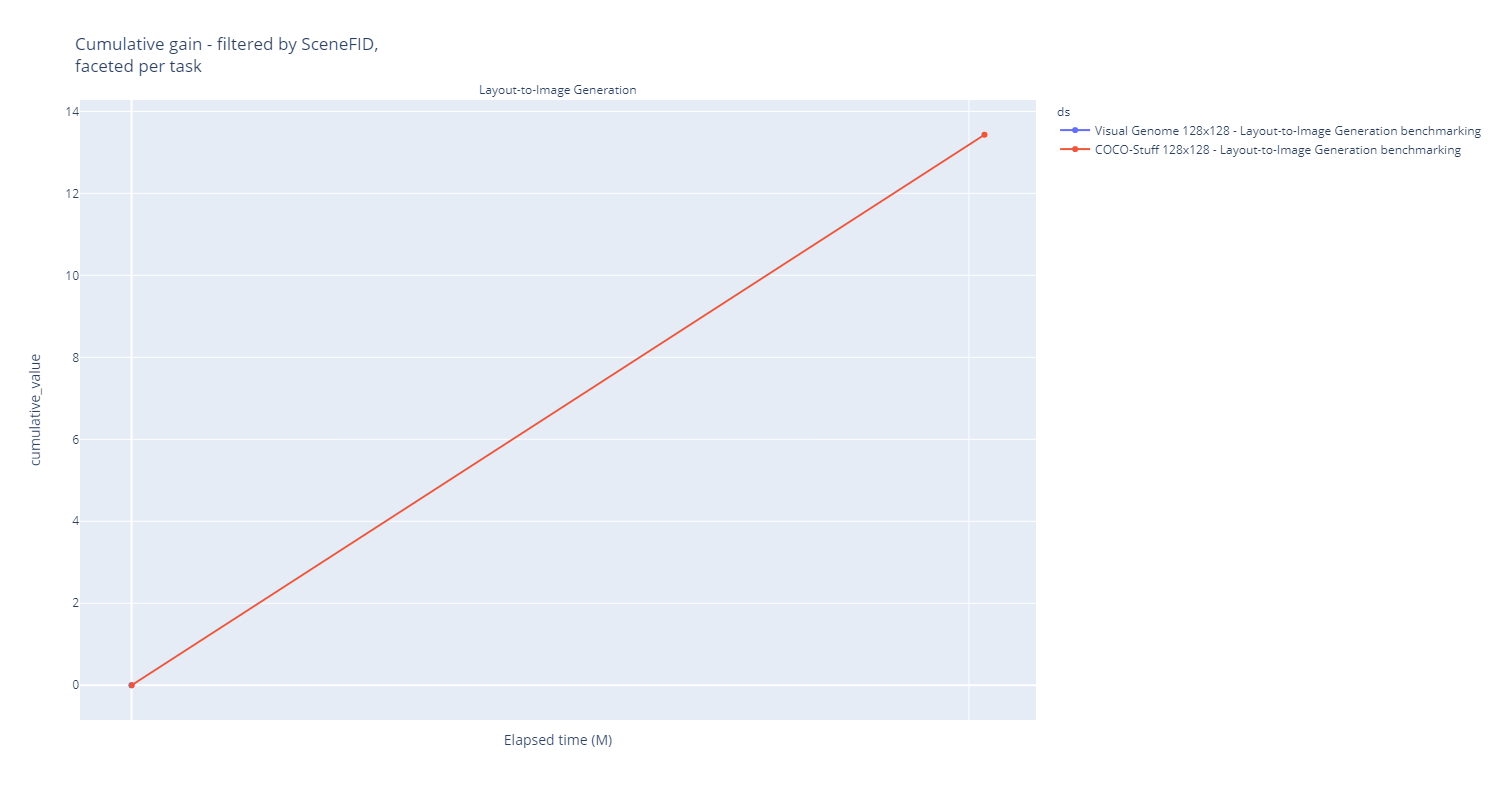 Cumulative gain - filtered by SceneFID,
faceted per task
Layout-to-Image Generation
14
12
10
8
6
4
2
0
cumulative_value
Elapsed time (M)
ds
Visual Genome 128x128 - Layout-to-Image Generation benchmarking
COCO-Stuff 128x128 - Layout-to-Image Generation benchmarking